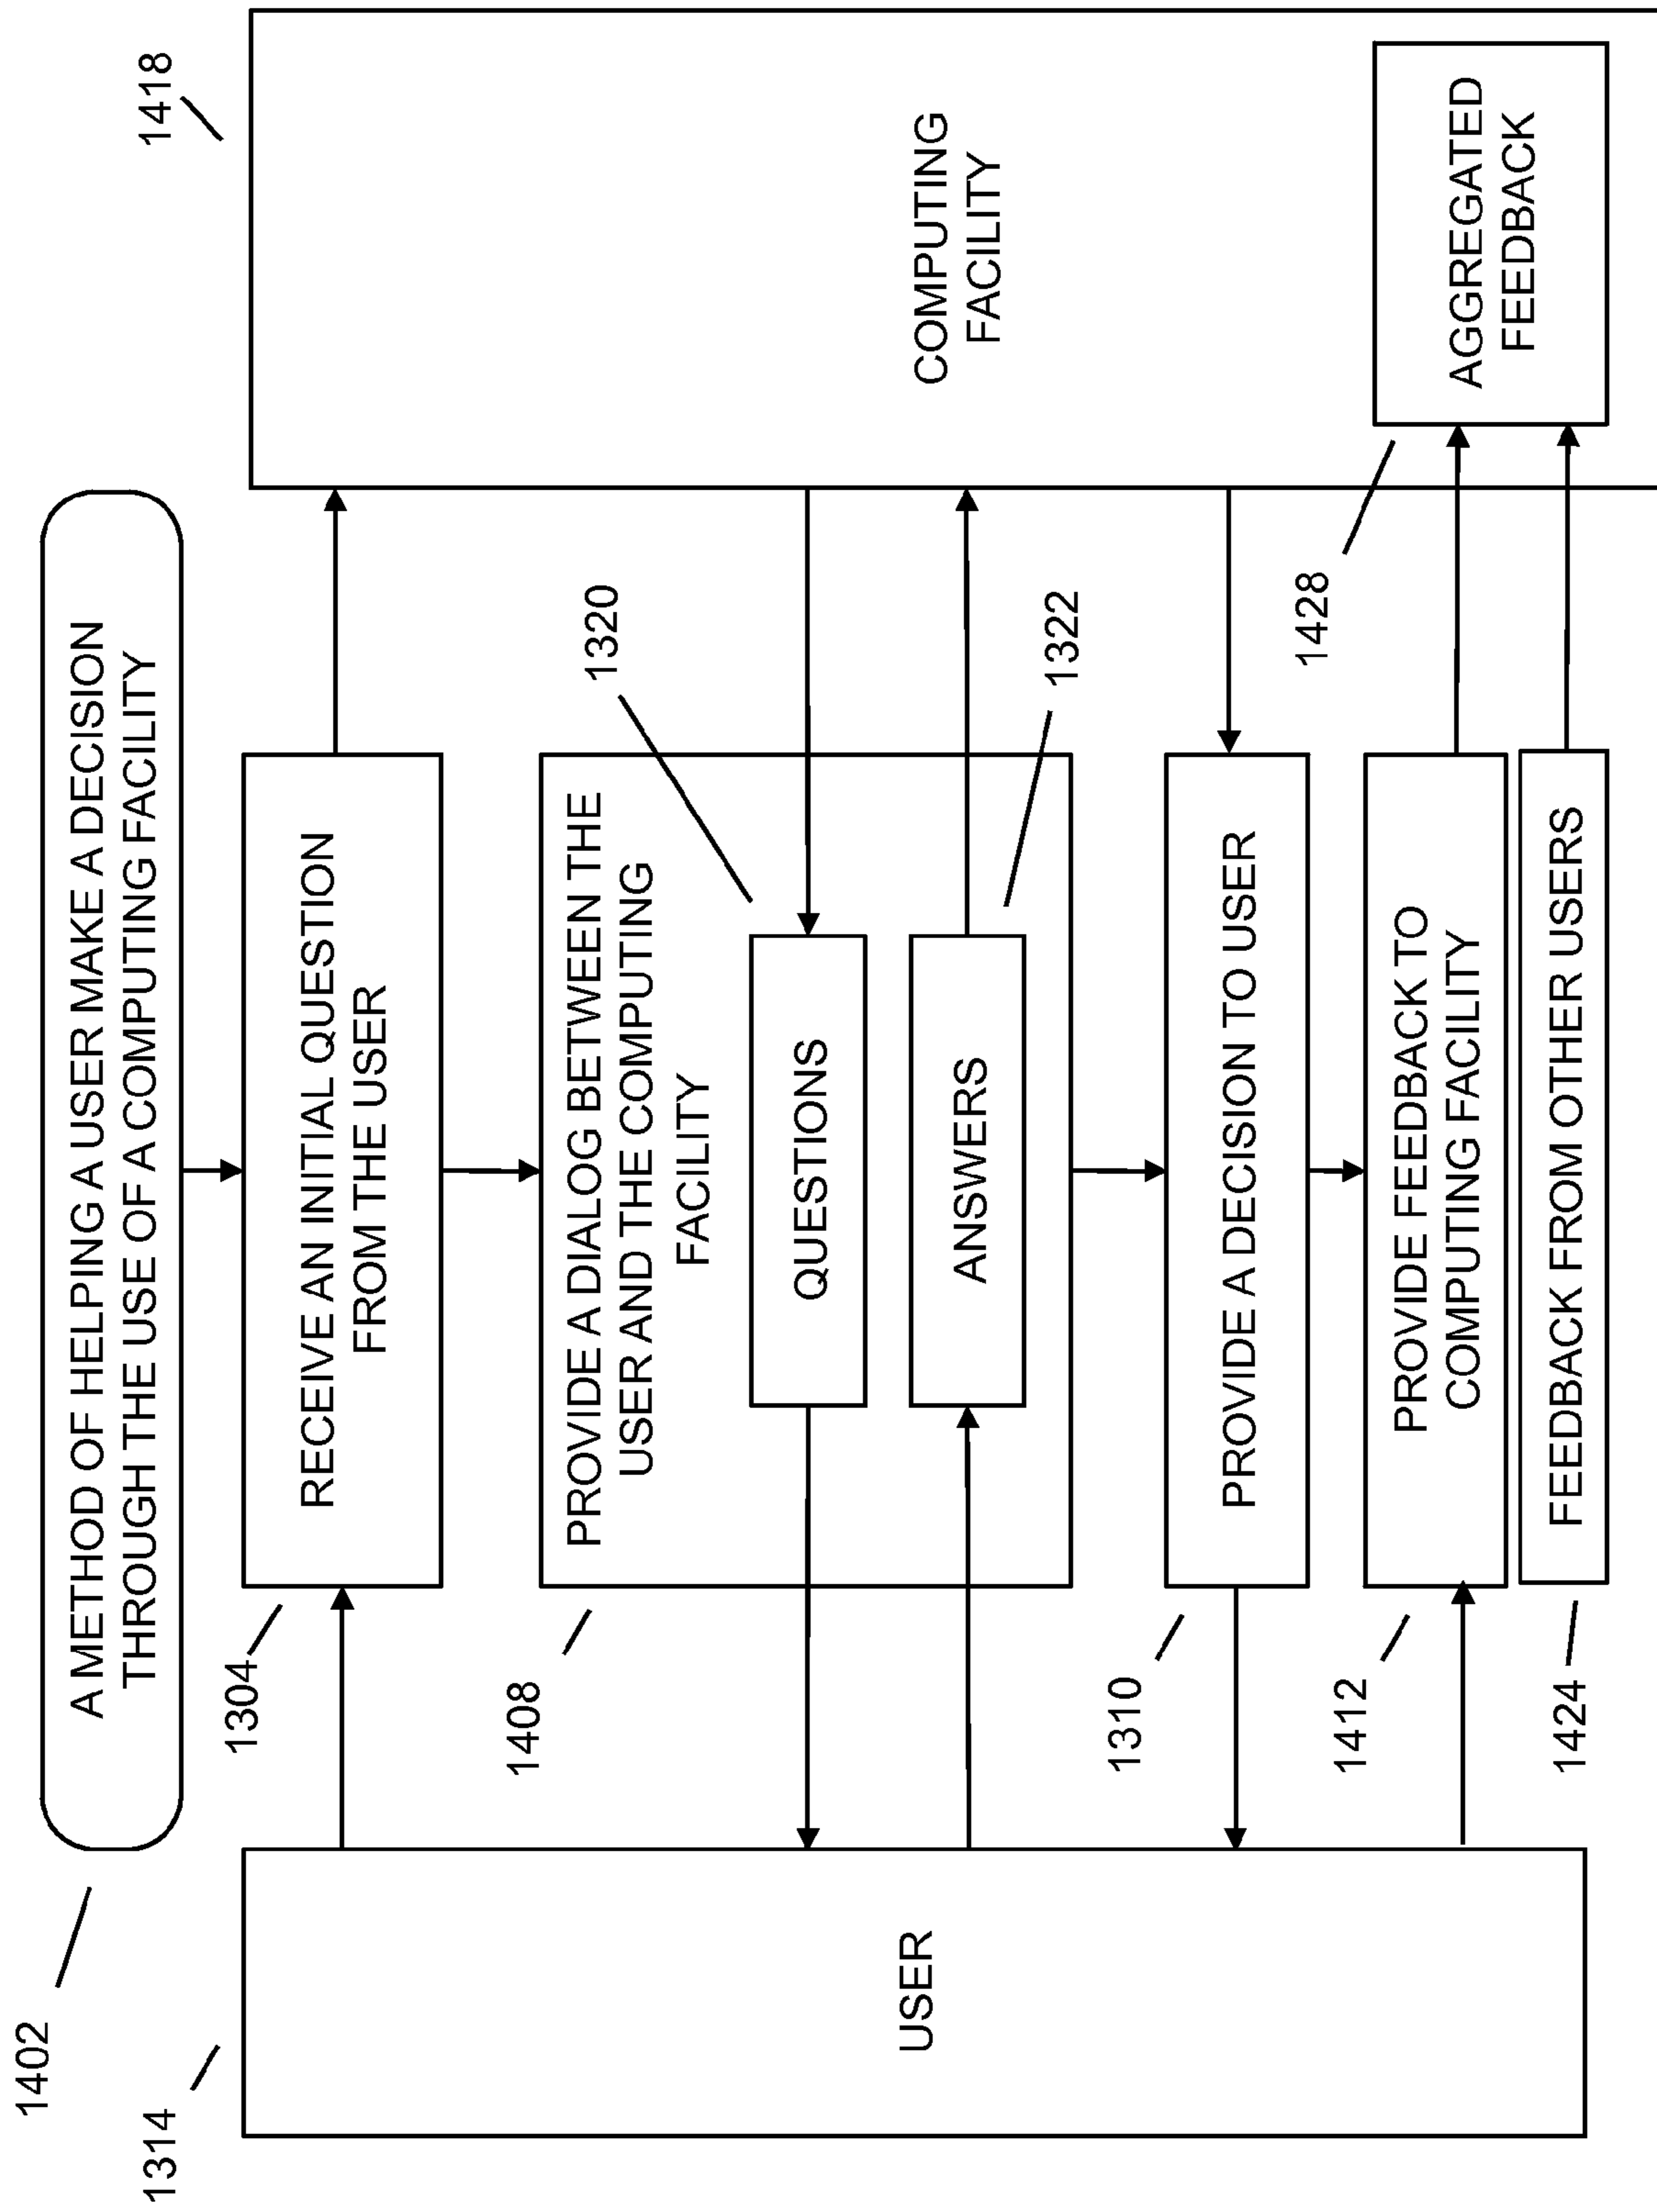 1402
A METHOD OF HELPING A USER MAKE A DECISION
THROUGH THE USE OF A COMPUTING FACILITY
1314
USER
1304
RECEIVE AN INITIAL QUESTION
FROM THE USER
1408
PROVIDE A DIALOG BETWEEN THE
USER AND THE COMPUTING
FACILITY
1320
QUESTIONS
ANSWERS
1322
1310
PROVIDE A DECISION TO USER
1412
PROVIDE FEEDBACK TO
COMPUTING FACILITY
1424
FEEDBACK FROM OTHER USERS
1418
COMPUTING
FACILITY
1428
AGGREGATED
FEEDBACK